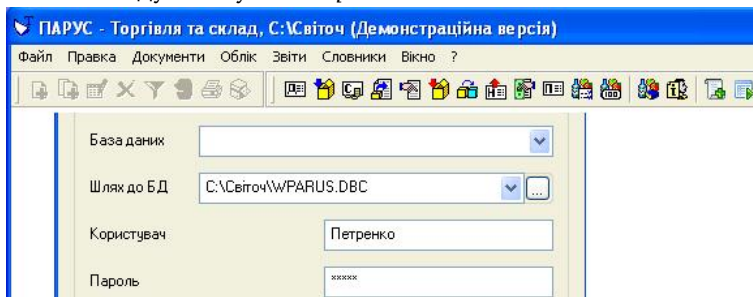 ПАРУС - Торгівля та склад, С:\Світоч (Демонстраційна версія)
Файл Правка Документи Облік Звіти Словники Вікно ?
База даних
Шлях до БД C:\Світоч\WPARUS.DBC ...
Користувач Петренко
Пароль *****